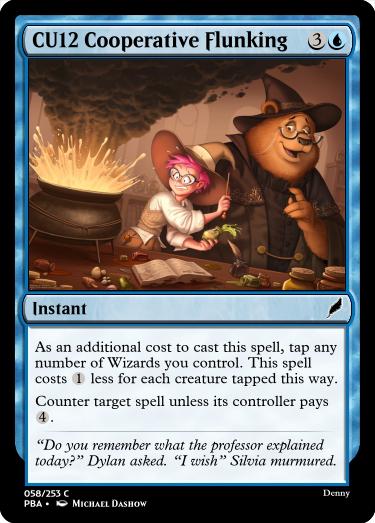 CU12 Cooperative Flunking 3
Instant
As an additional cost to cast this spell, tap any
number of Wizards you control. This spell
costs 1 less for each creature tapped this way.
Counter target spell unless its controller pays
4.
“Do you remember what the professor explained
today?” Dylan asked. “I wish” Silvia murmured.
058/253 C
PBA • Michael Dashow
Denny